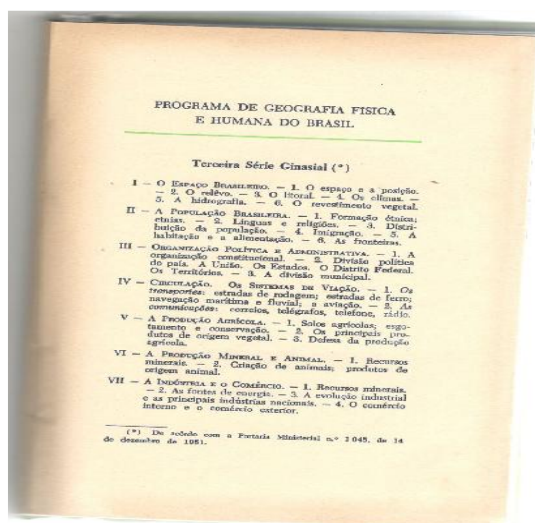 PROGRAMA DE GEOGRAFIA FÍSICA
E HUMANA DO BRASIL
Terceira Série Ginasial (*)
I — O ESPAÇO BRASILEIRO. — 1. O espaço e a posição.
— 2. O relêvo. — 3. O litoral. — 4. Os climas. —
5. A hidrografia. — 6. O revestimento vegetal.
II — A POPULAÇÃO BRASILEIRA. — 1. Formação étnica;
etnias. — 2. Línguas e religiões. — 3. Distri-
buição da população. — 4. Imigração. — 5. A
habitação e a alimentação. — 6. As fronteiras.
III — ORGANIZAÇÃO POLÍTICA E ADMINISTRATIVA. — 1. A
organização constitucional. — 2. Divisão política
do país. A União. Os Estados. O Distrito Federal.
Os Territórios. — 3. A divisão municipal.
IV — CIRCULAÇÃO. OS SISTEMAS DE VIAÇÃO. — 1. Os
transportes: estradas de rodagem; estradas de ferro;
navegação marítima e fluvial; a aviação. — 2. As
comunicações: correios, telégrafos, telefone, rádio.
V — A PRODUÇÃO AGRÍCOLA. — 1. Solos agrícolas; esgo-
tamento e conservação. — 2. Os principais pro-
dutos de origem vegetal. — 3. Defesa da produção
agrícola.
VI — A PRODUÇÃO MINERAL E ANIMAL. — 1. Recursos
minerais. — 2. Criação de animais; produtos de
origem animal.
VII — A INDÚSTRIA E O COMÉRCIO. — 1. Recursos minerais.
— 2. As fontes de energia. — 3. A evolução industrial
e as principais indústrias nacionais. — 4. O comércio
interno e o comércio exterior.
(*) De acôrdo com a Portaria Ministerial n.º 1 045, de 14
de dezembro de 1951.